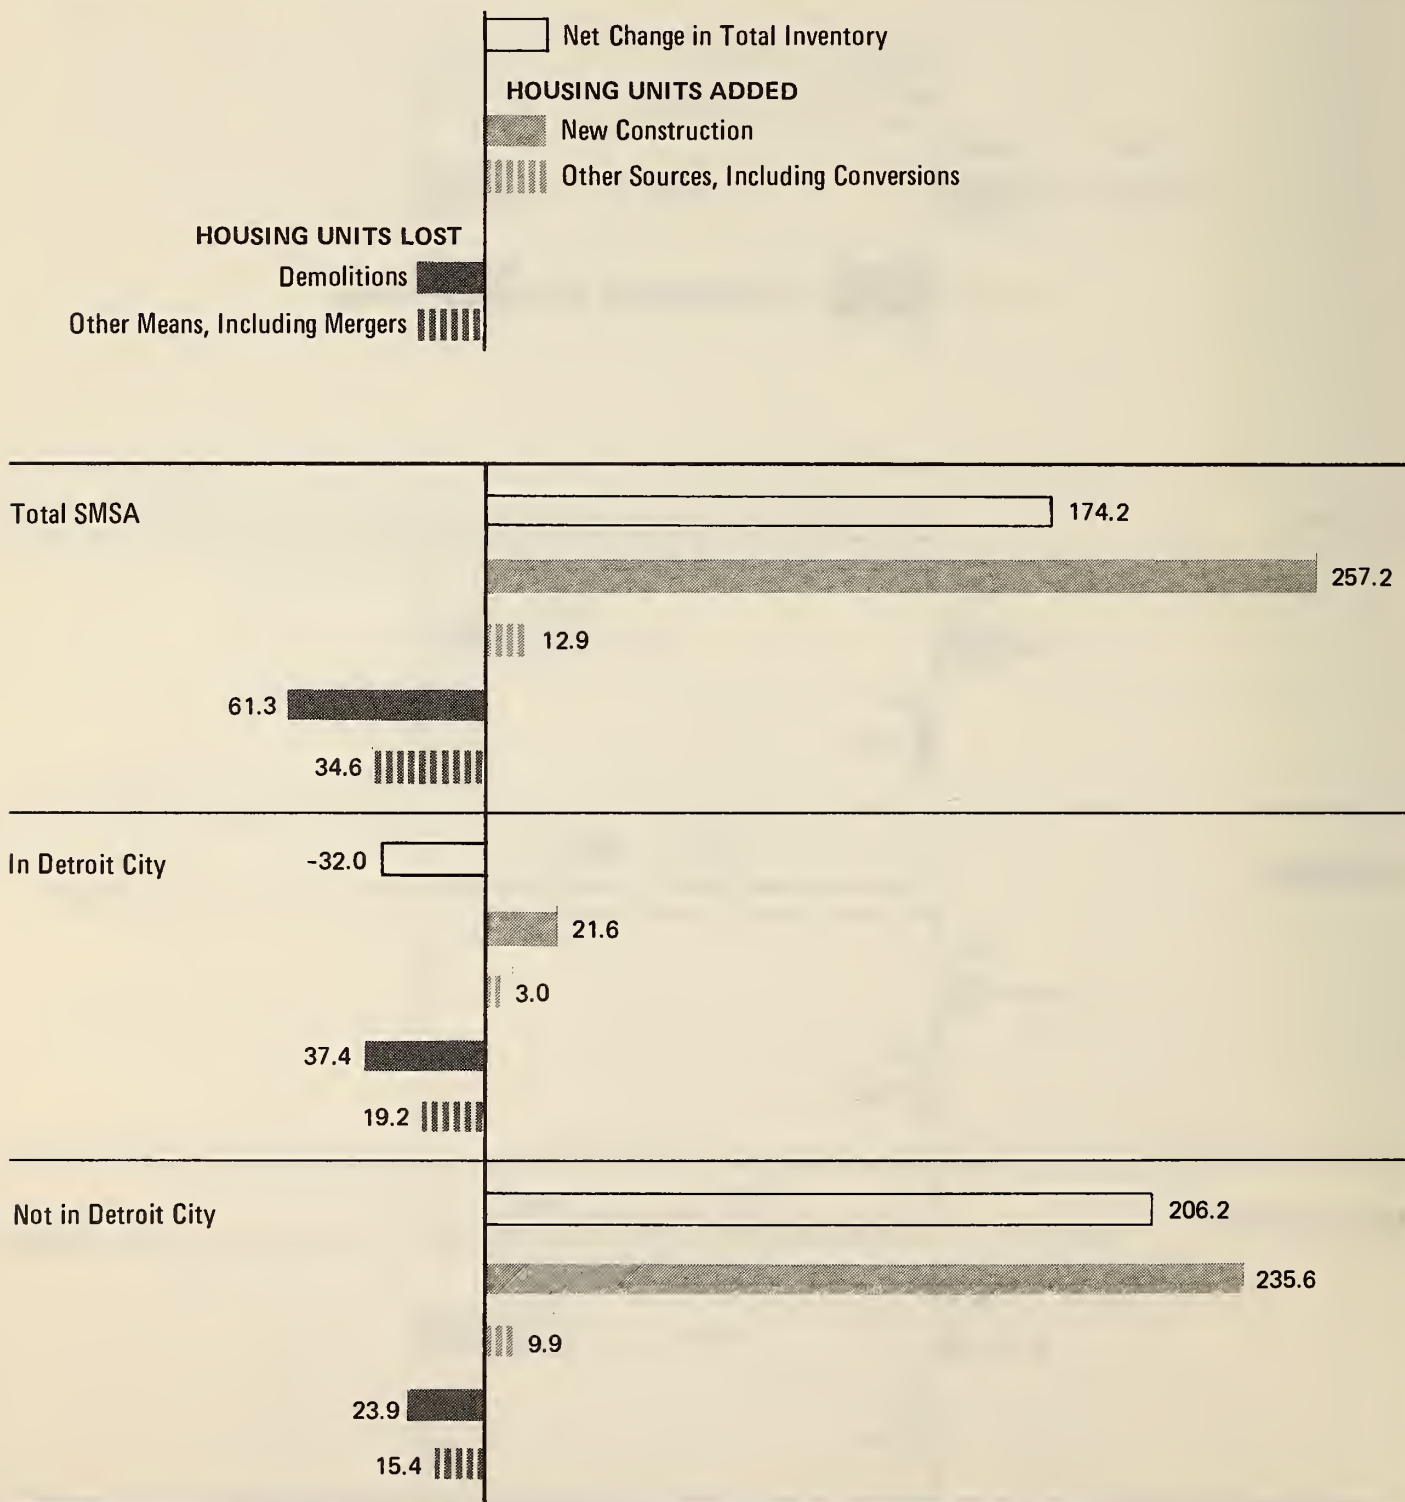 Net Change in Total Inventory
HOUSING UNITS ADDED
New Construction
Other Sources, Including Conversions
HOUSING UNITS LOST
Demolitions
Other Means, Including Mergers
Total SMSA
174.2
257.2
12.9
61.3
34.6
In Detroit City
-32.0
21.6
3.0
37.4
19.2
Not in Detroit City
206.2
235.6
9.9
23.9
15.4